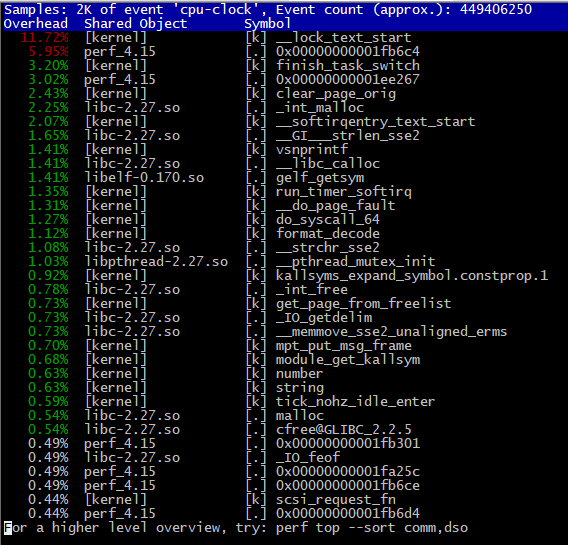 Samples: 2K of event 'cpu-clock', Event count (approx.): 449406250
Overhead  Shared Object       Symbol
11.72%  [kernel]            [k] __lock_text_start
5.95%  perf_4.15           [.] 0x00000000001fb6c4
3.20%  [kernel]            [k] finish_task_switch
3.02%  perf_4.15           [.] 0x00000000001ee267
2.43%  [kernel]            [k] clear_page_orig
2.25%  libc-2.27.so        [.] _int_malloc
2.07%  [kernel]            [k] __softirqentry_text_start
1.65%  libc-2.27.so        [.] __GI___strlen_sse2
1.41%  [kernel]            [k] vsnprintf
1.41%  libc-2.27.so        [.] __libc_calloc
1.41%  libelf-0.170.so     [.] gelf_getsym
1.35%  [kernel]            [k] run_timer_softirq
1.31%  [kernel]            [k] __do_page_fault
1.27%  [kernel]            [k] do_syscall_64
1.12%  [kernel]            [k] format_decode
1.08%  libc-2.27.so        [.] __strchr_sse2
1.03%  libpthread-2.27.so  [.] __pthread_mutex_init
0.92%  [kernel]            [k] kallsyms_expand_symbol.constprop.1
0.78%  libc-2.27.so        [.] _int_free
0.73%  [kernel]            [k] get_page_from_freelist
0.73%  libc-2.27.so        [.] _IO_getdelim
0.73%  libc-2.27.so        [.] __memmove_sse2_unaligned_erms
0.70%  [kernel]            [k] mpt_put_msg_frame
0.68%  [kernel]            [k] module_get_kallsym
0.63%  [kernel]            [k] number
0.63%  [kernel]            [k] string
0.59%  [kernel]            [k] tick_nohz_idle_enter
0.54%  libc-2.27.so        [.] malloc
0.54%  libc-2.27.so        [.] cfree@GLIBC_2.2.5
0.49%  perf_4.15           [.] 0x00000000001fb301
0.49%  libc-2.27.so        [.] _IO_feof
0.49%  perf_4.15           [.] 0x00000000001fa25c
0.49%  perf_4.15           [.] 0x00000000001fb6ce
0.44%  [kernel]            [k] scsi_request_fn
0.44%  perf_4.15           [.] 0x00000000001fb6d4
For a higher level overview, try: perf top --sort comm,dso